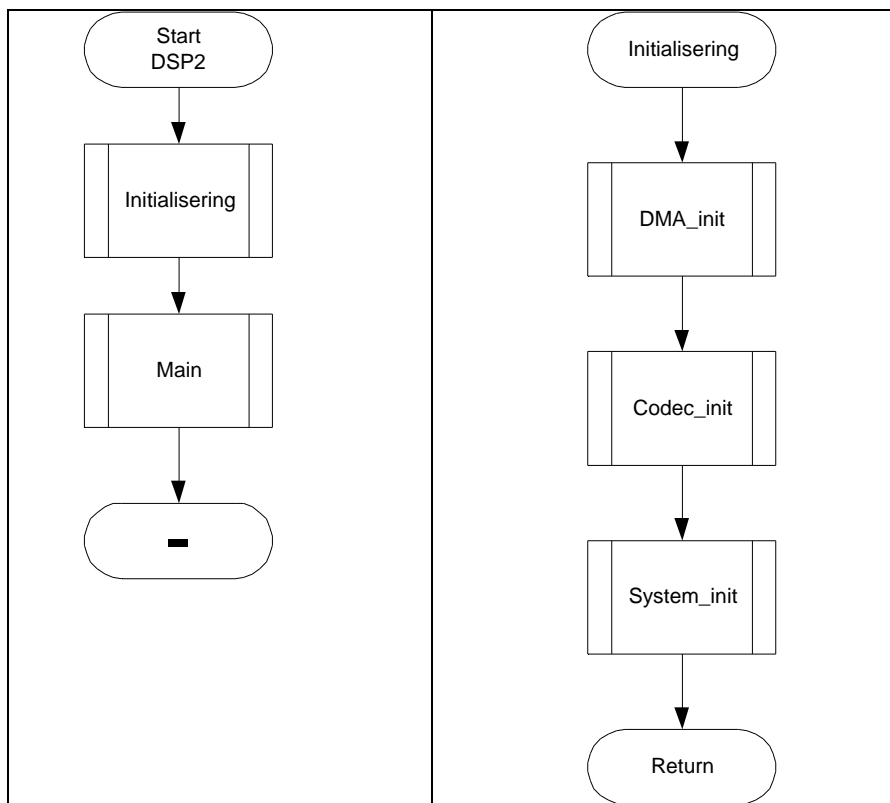 Start
DSP2
Initialisering
Main
Initialisering
DMA_init
Codec_init
System_init
Return